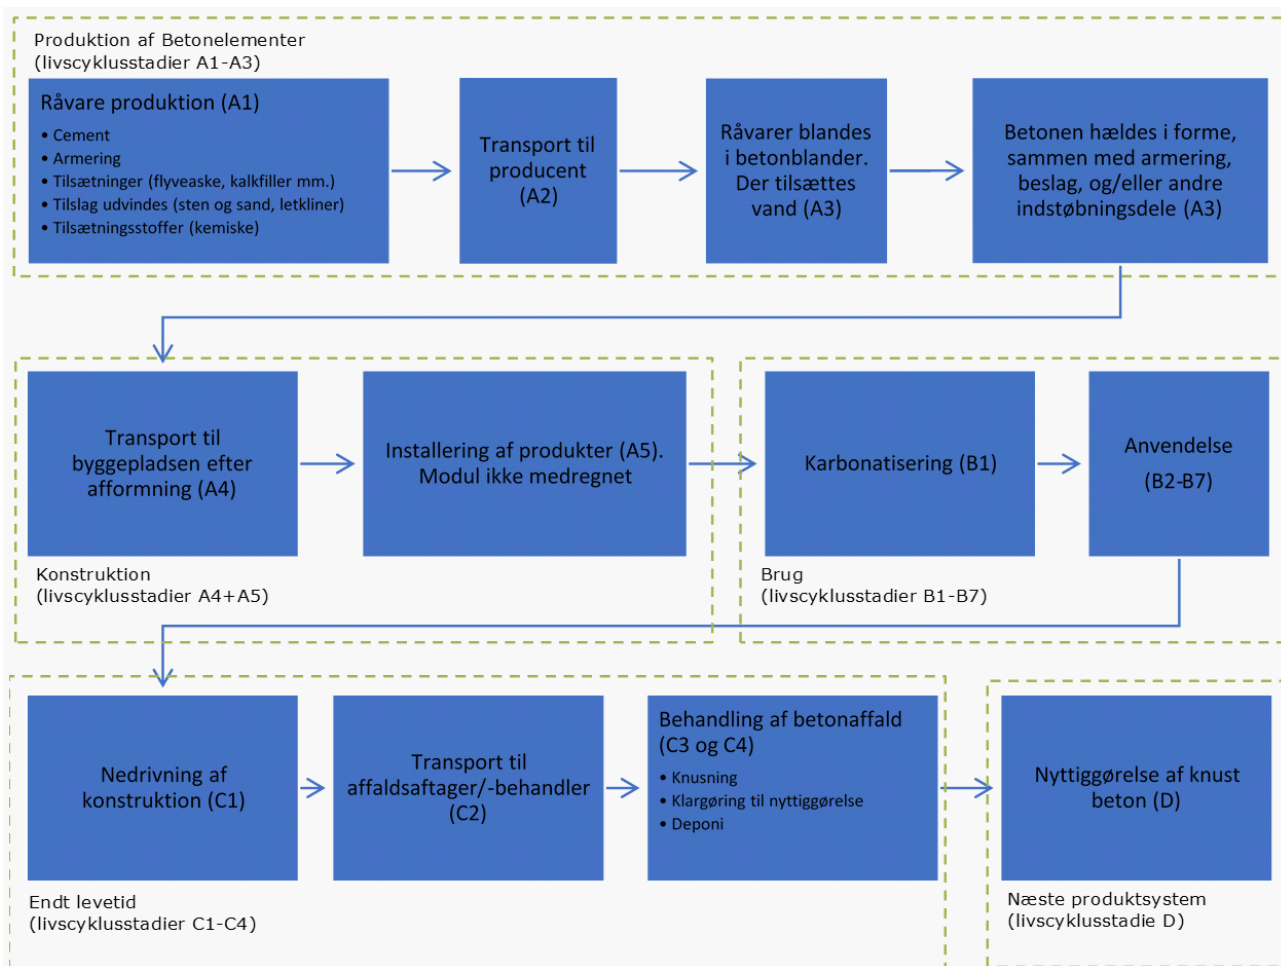 Produktion af Betonelementer
(livscyklusstadier A1-A3)
Råvare produktion (A1)
• Cement
• Armering
• Tilsætninger (flyveaske, kalkfiller mm.)
• Tilslag udvindes (sten og sand, letkliner)
• Tilsætningsstoffer (kemiske)
Transport til
producent
(A2)
Råvarer blandes
i betonblander.
Der tilsættes
vand (A3)
Betonen hældes i forme,
sammen med armering,
beslag, og/eller andre
indstøbningsdele (A3)
Transport til
byggepladsen efter
afformning (A4)
Installering af produkter (A5).
Modul ikke medregnet
Konstruktion
(livscyklusstadier A4+A5)
Karbonatisering (B1)
Anvendelse
(B2-B7)
Brug
(livscyklusstadier B1-B7)
Nedrivning af
konstruktion (C1)
Transport til
affaldsaftager/-behandler
(C2)
Behandling af betonaffald
(C3 og C4)
• Knusning
• Klargøring til nyttiggørelse
• Deponi
Endt levetid
(livscyklusstadier C1-C4)
Nyttiggørelse af knust
beton (D)
Næste produktsystem
(livscyklusstadie D)